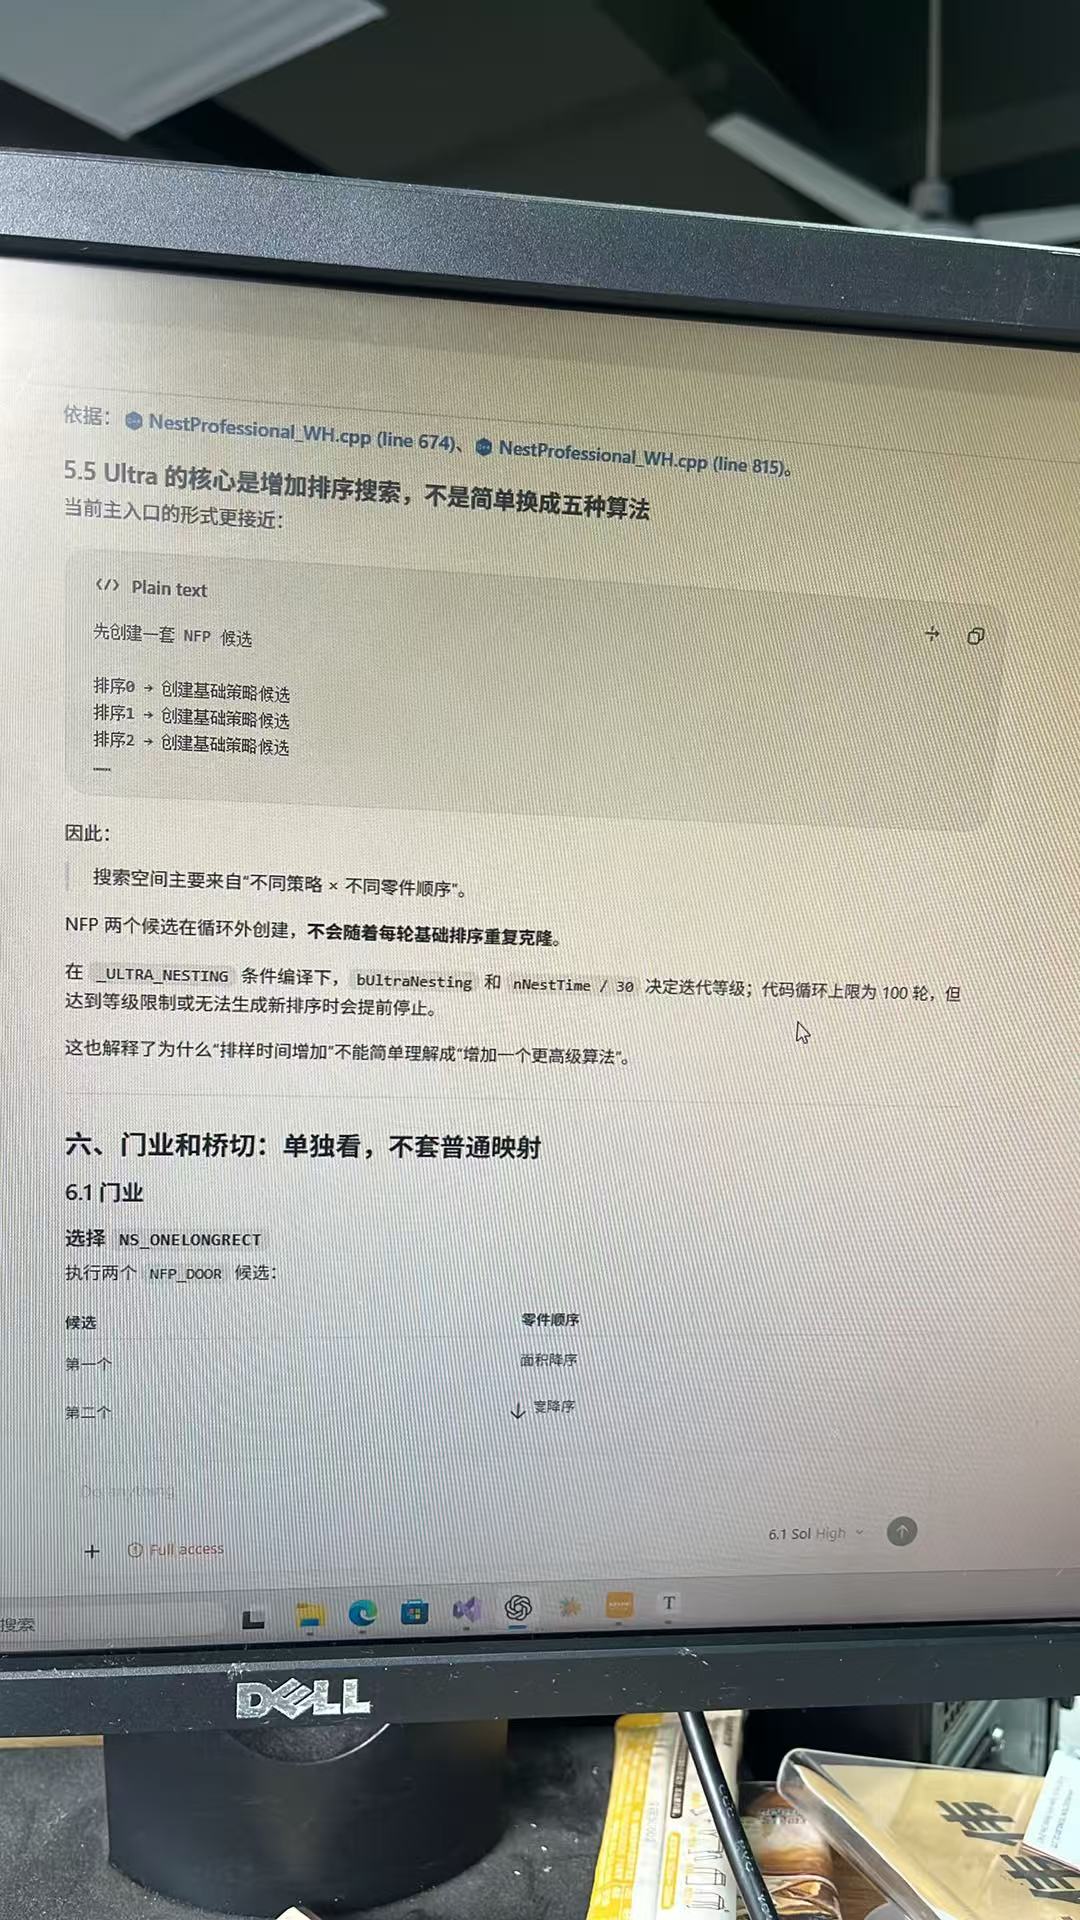 依据： NestProfessional_WH.cpp (line 674)、 NestProfessional_WH.cpp (line 815)。
5.5 Ultra 的核心是增加排序搜索，不是简单换成五种算法
当前主入口的形式更接近：
Plain text
先创建一套 NFP 候选
排序0 → 创建基础策略候选
排序1 → 创建基础策略候选
排序2 → 创建基础策略候选
……
因此：
搜索空间主要来自“不同策略 × 不同零件顺序”。
NFP 两个候选在循环外创建，不会随着每轮基础排序重复克隆。
在 _ULTRA_NESTING 条件编译下， bUltraNesting 和 nNestTime / 30 决定迭代等级；代码循环上限为 100 轮，但
达到等级限制或无法生成新排序时会提前停止。
这也解释了为什么“排样时间增加”不能简单理解成“增加一个更高级算法”。
六、门业和桥切：单独看，不套普通映射
6.1 门业
选择 NS_ONELONGRECT
执行两个 NFP_DOOR 候选：
候选 零件顺序
第一个 面积降序
第二个 宽降序
Do anything
+ Full access 6.1 Sol High
搜索 T
DELL